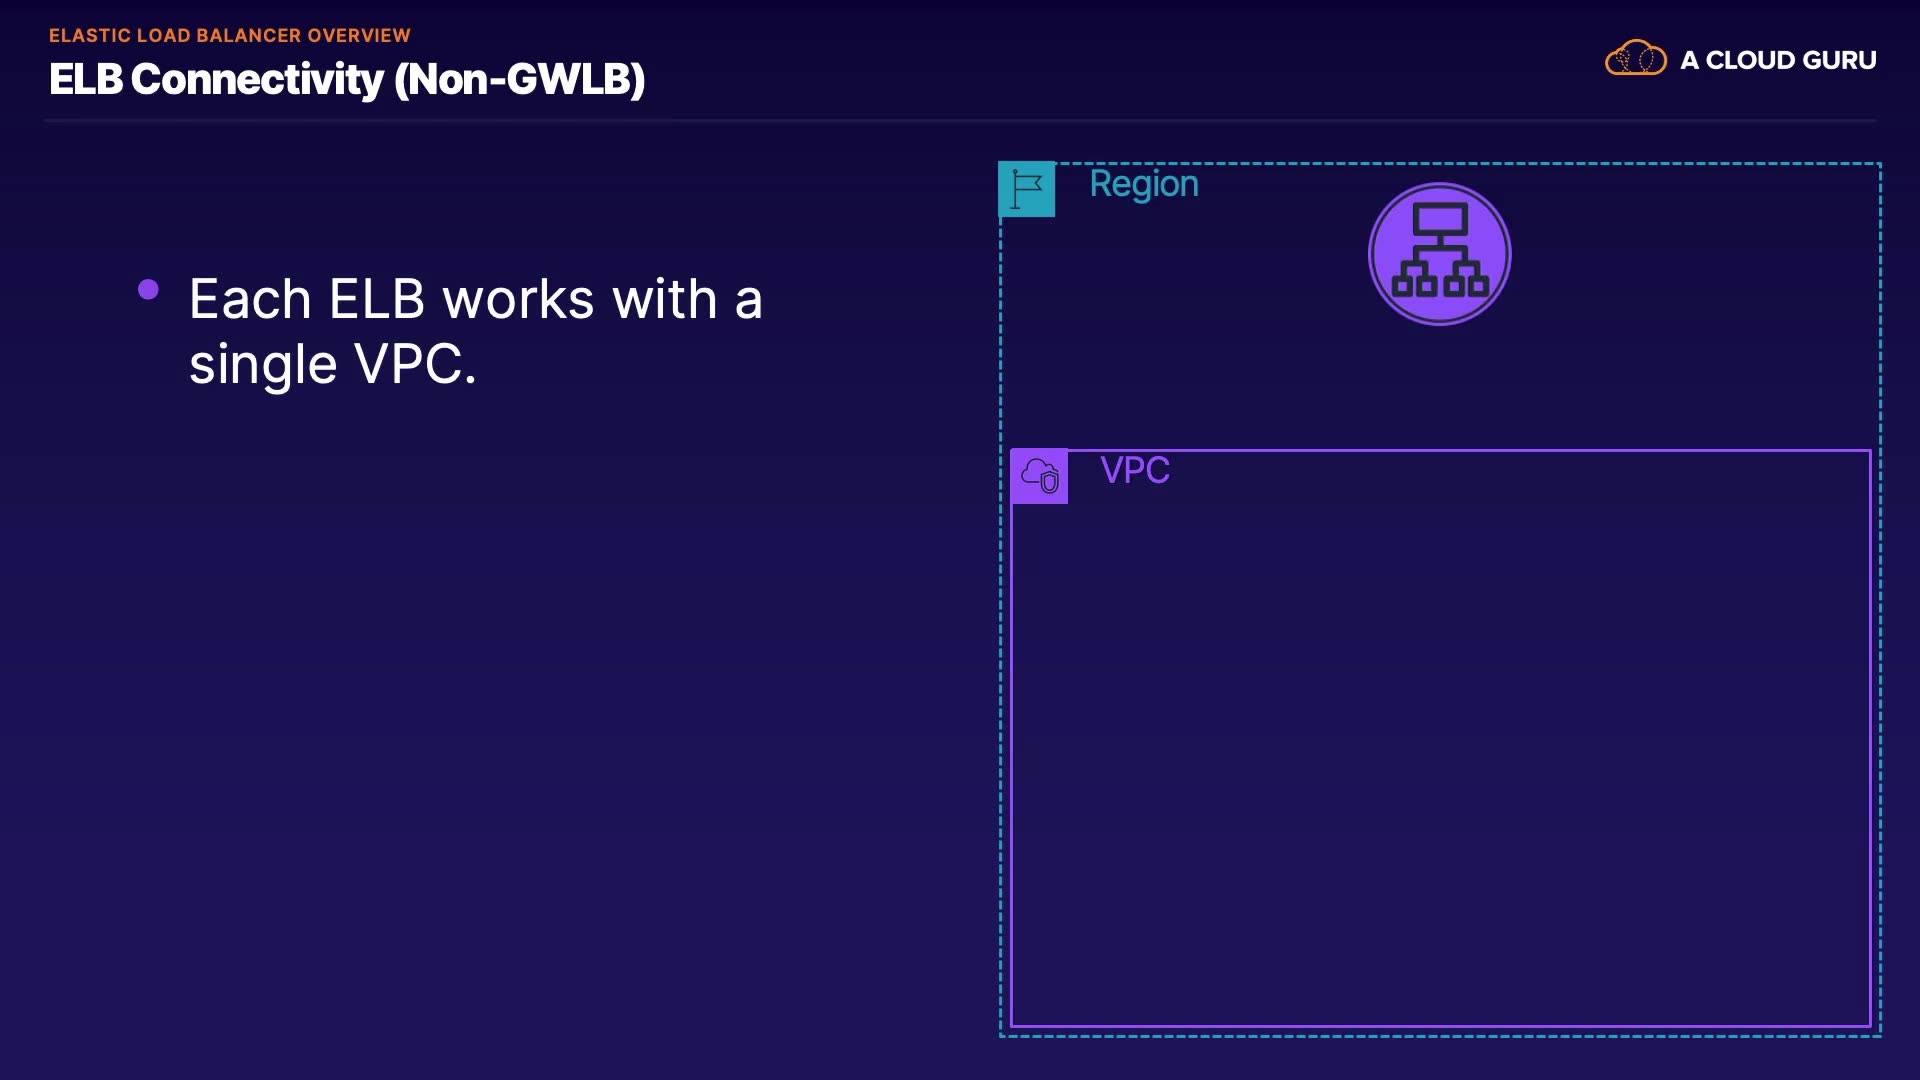 ELASTIC LOAD BALANCER OVERVIEW
ELB Connectivity (Non-GWLB)
A CLOUD GURU
Each ELB works with a
single VPC.
Region
VPC